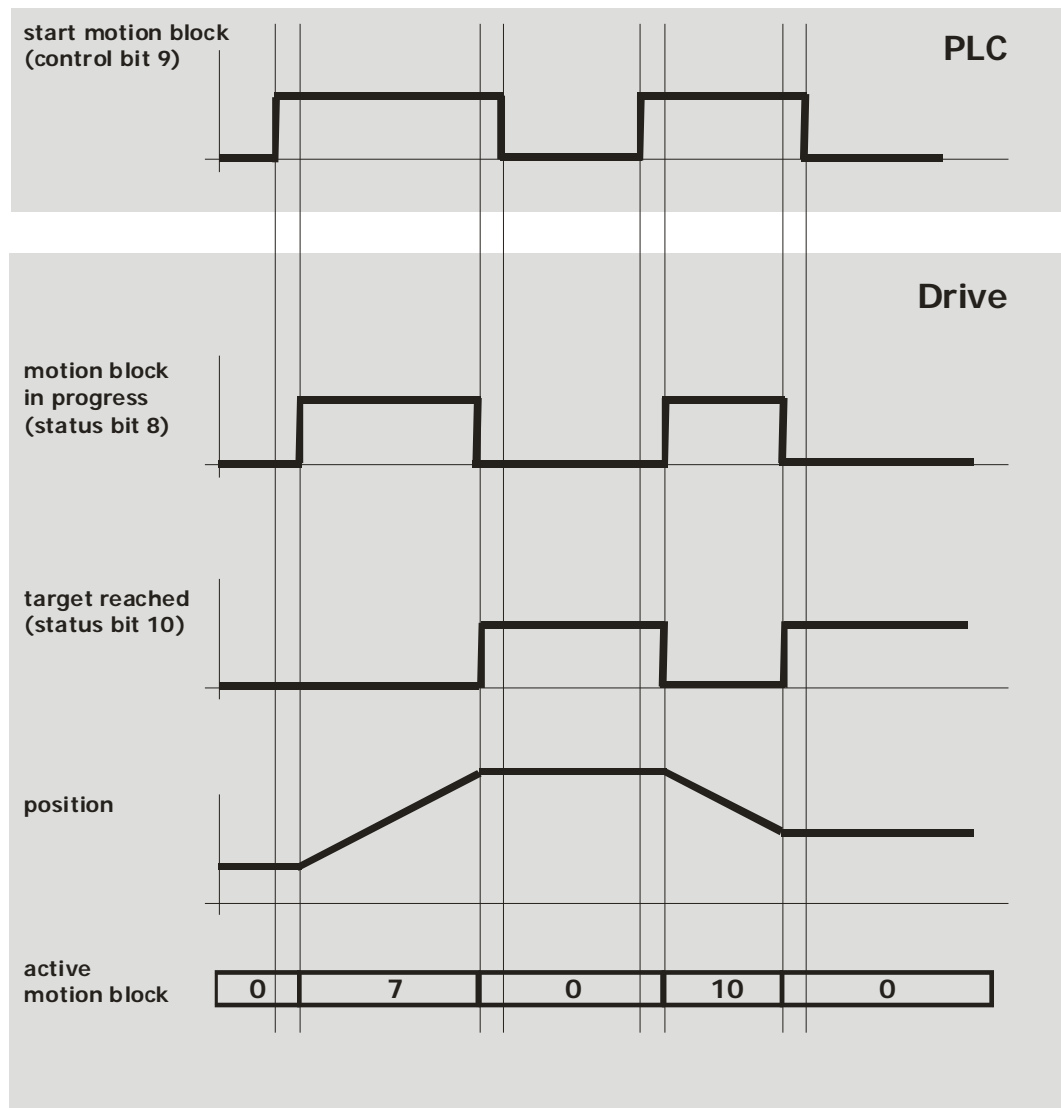 start motion block
(control bit 9)
PLC
Drive
motion block
in progress
(status bit 8)
target reached
(status bit 10)
position
active
motion block
0 7 0 10 0